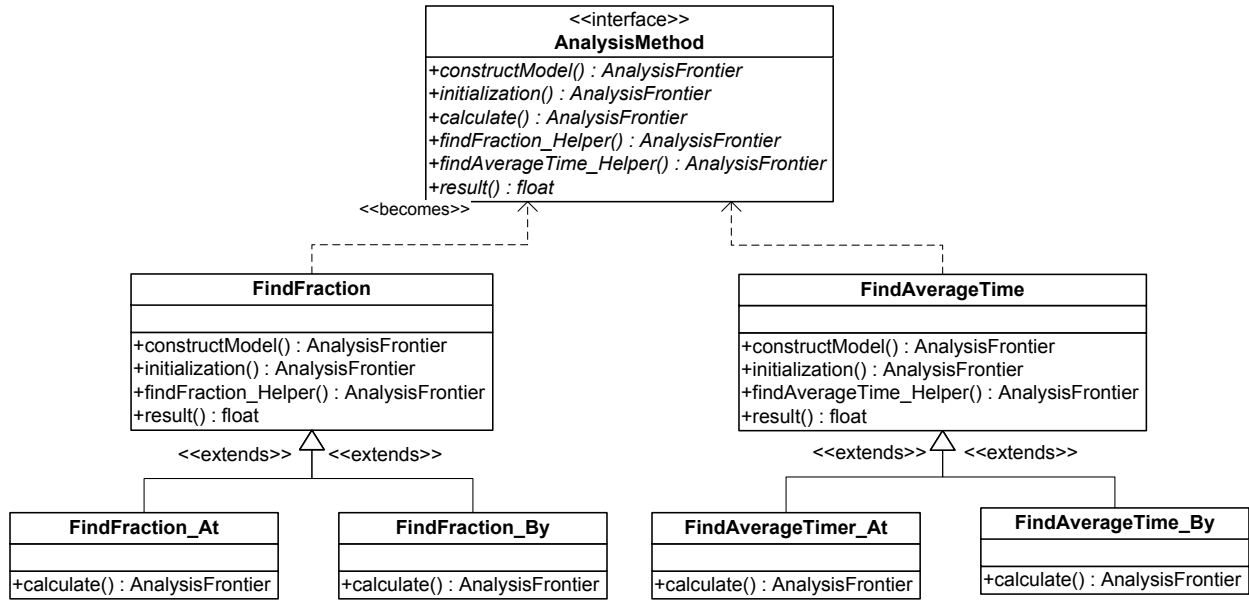 <<interface>>
AnalysisMethod
+constructModel() : AnalysisFrontier
+initialization() : AnalysisFrontier
+calculate() : AnalysisFrontier
+findFraction_Helper() : AnalysisFrontier
+findAverageTime_Helper() : AnalysisFrontier
+result() : float
<<becomes>>
FindFraction
+constructModel() : AnalysisFrontier
+initialization() : AnalysisFrontier
+findFraction_Helper() : AnalysisFrontier
+result() : float
FindAverageTime
+constructModel() : AnalysisFrontier
+initialization() : AnalysisFrontier
+findAverageTime_Helper() : AnalysisFrontier
+result() : float
<<extends>>
<<extends>>
<<extends>>
<<extends>>
FindFraction_At
+calculate() : AnalysisFrontier
FindFraction_By
+calculate() : AnalysisFrontier
FindAverageTimer_At
+calculate() : AnalysisFrontier
FindAverageTime_By
+calculate() : AnalysisFrontier